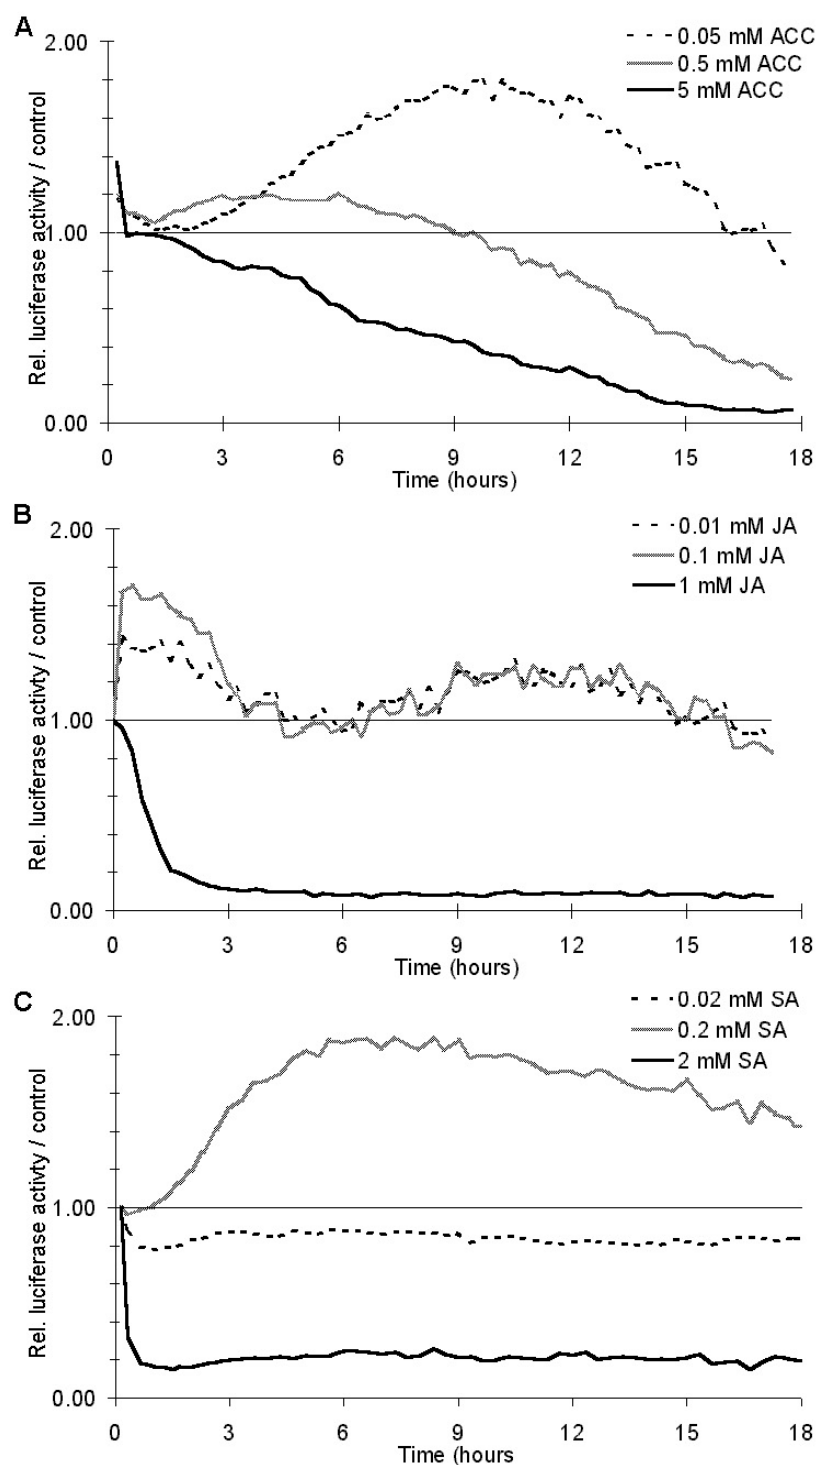 A
2.00
0.05 mM ACC
0.5 mM ACC
5 mM ACC
Rel. luciferase activity / control
1.00
0.00
0 3 6 9 12 15 18
Time (hours)
B
2.00
0.01 mM JA
0.1 mM JA
1 mM JA
Rel. luciferase activty / control
1.00
0.00
0 3 6 9 12 15 18
Time (hours)
C
2.00
0.02 mM SA
0.2 mM SA
2 mM SA
Rel. luciferase activty / control
1.00
0.00
0 3 6 9 12 15 18
Time (hours